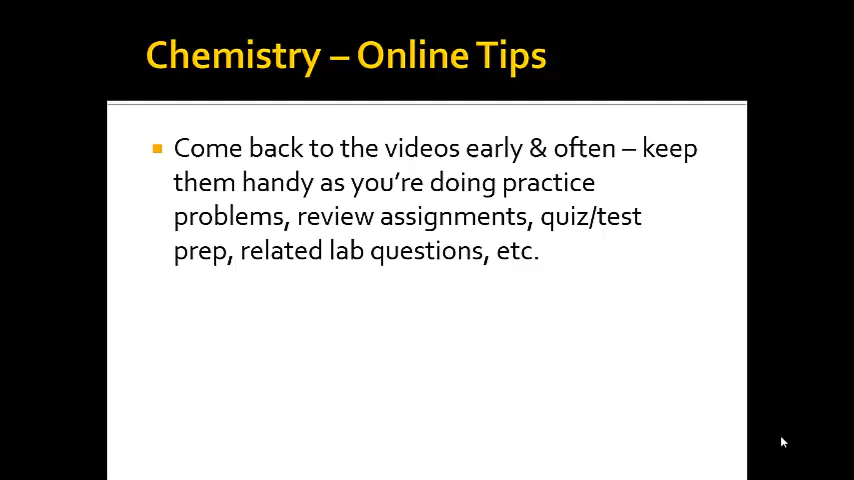 Chemistry – Online Tips
Come back to the videos early & often – keep
them handy as you're doing practice
problems, review assignments, quiz/test
prep, related lab questions, etc.